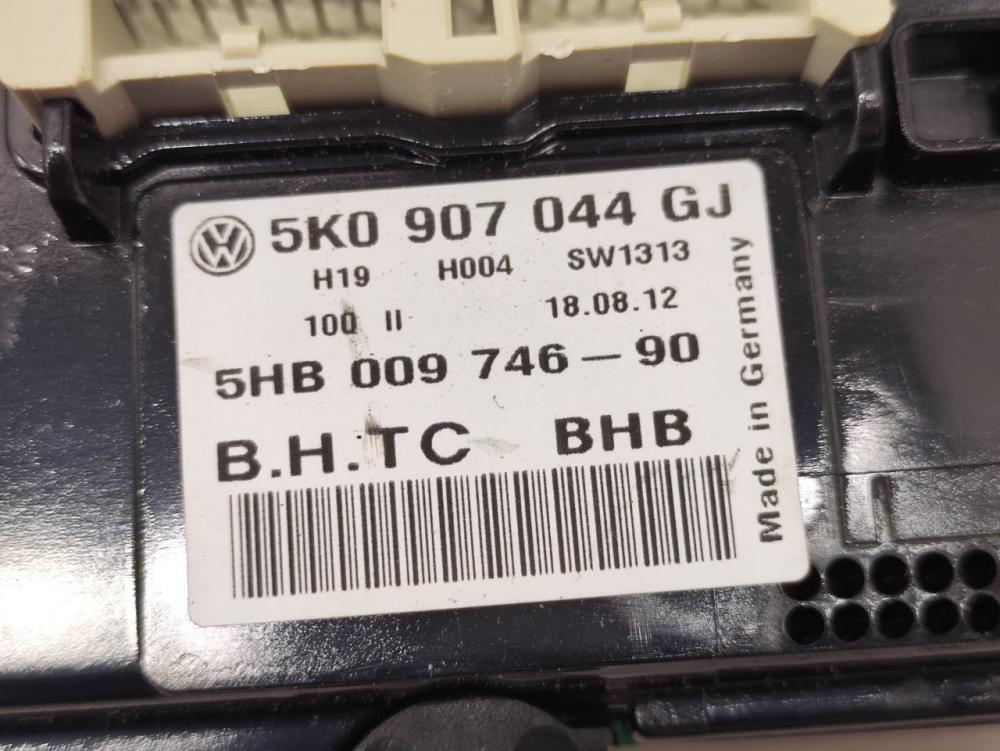 VW 5K0 907 044 GJ
H19 H004 SW1313
100 II 18.08.12
5HB 009 746-90
B.H.TC BHB
Made in Germany